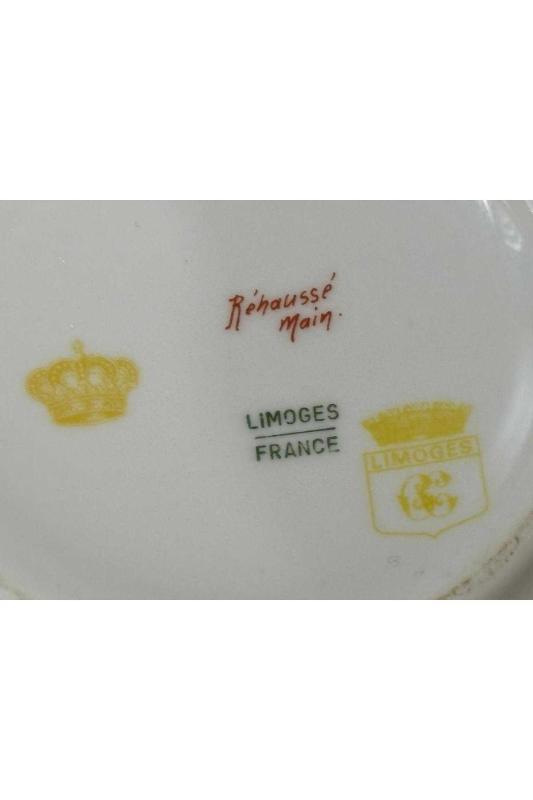 Réhaussé
Main.
LIMOGES
FRANCE
LIMOGES